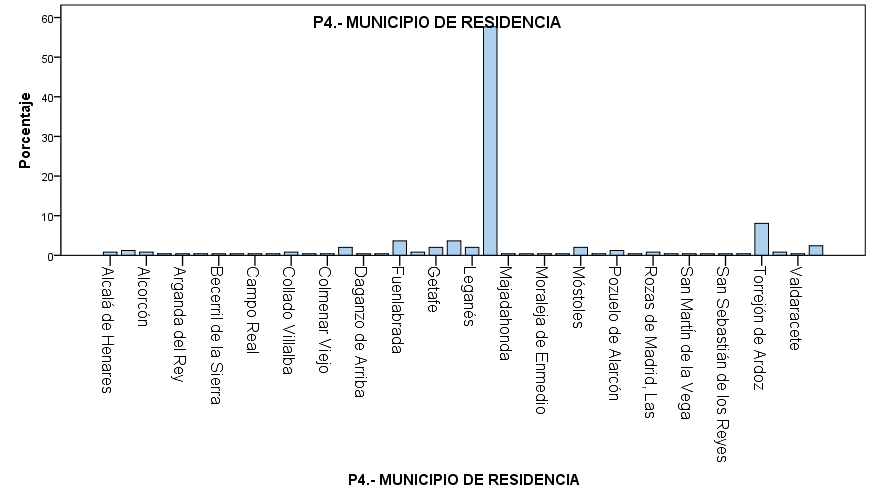 P4.- MUNICIPIO DE RESIDENCIA
Porcentaje
60
50
40
30
20
10
0
Alcalá de Henares
Alcorcón
Arganda del Rey
Becerril de la Sierra
Campo Real
Collado Villalba
Colmenar Viejo
Daganzo de Arriba
Fuenlabrada
Getafe
Leganés
Majadahonda
Moraleja de Enmedio
Móstoles
Pozuelo de Alarcón
Rozas de Madrid, Las
San Martín de la Vega
San Sebastián de los Reyes
Torrejón de Ardoz
Valdaracete
P4.- MUNICIPIO DE RESIDENCIA